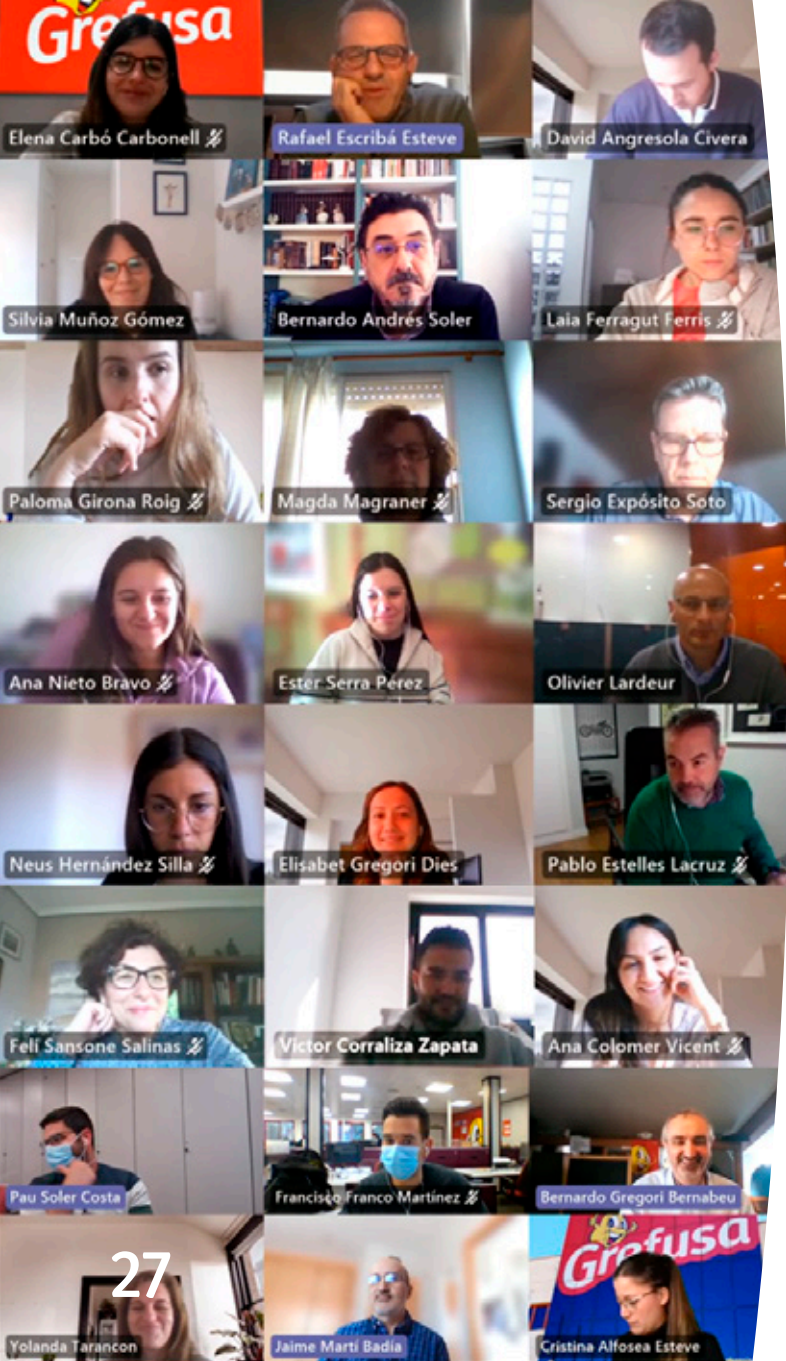 Grefusa
Elena Carbó Carbonell
Rafael Escribá Esteve
David Angresola Civera
Silvia Muñoz Gómez
Bernardo Andrés Soler
Laia Ferragut Ferris
Paloma Girona Roig
Magda Magraner
Sergio Expósito Soto
Ana Nieto Bravo
Ester Serra Pérez
Olivier Lardeur
Neus Hernández Silla
Elisabet Gregori Dies
Pablo Estelles Lacruz
Felí Sansone Salinas
Victor Corraliza Zapata
Ana Colomer Vicent
Pau Soler Costa
Francisco Franco Martínez
Bernardo Gregori Bernabeu
Grefusa
27
Yolanda Tarancon
Jaime Martí Badía
Cristina Alfosea Esteve